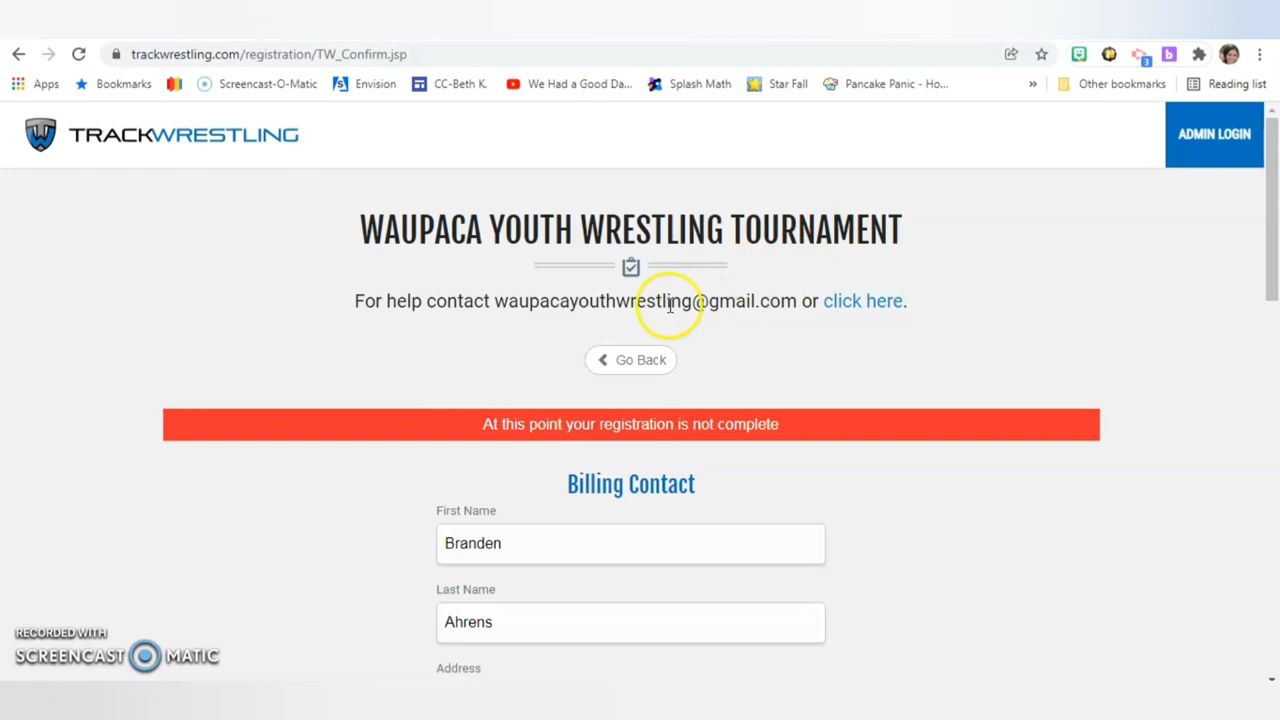 trackwrestling.com/registration/TW_Confirm.jsp
3
Apps Bookmarks Screencast-O-Matic Envision CC-Beth K. We Had a Good Da... Splash Math Star Fall Pancake Panic - Ho... » Other bookmarks Reading list
TRACKWRESTLING
ADMIN LOGIN
WAUPACA YOUTH WRESTLING TOURNAMENT
For help contact waupacayouthwrestling@gmail.com or click here.
Go Back
At this point your registration is not complete
Billing Contact
First Name
Branden
Last Name
Ahrens
Address
RECORDED WITH
SCREENCAST MATIC